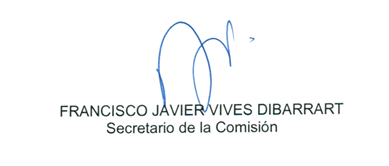 FRANCISCO JAVIER VIVES DIBARRART
Secretario de la Comisión